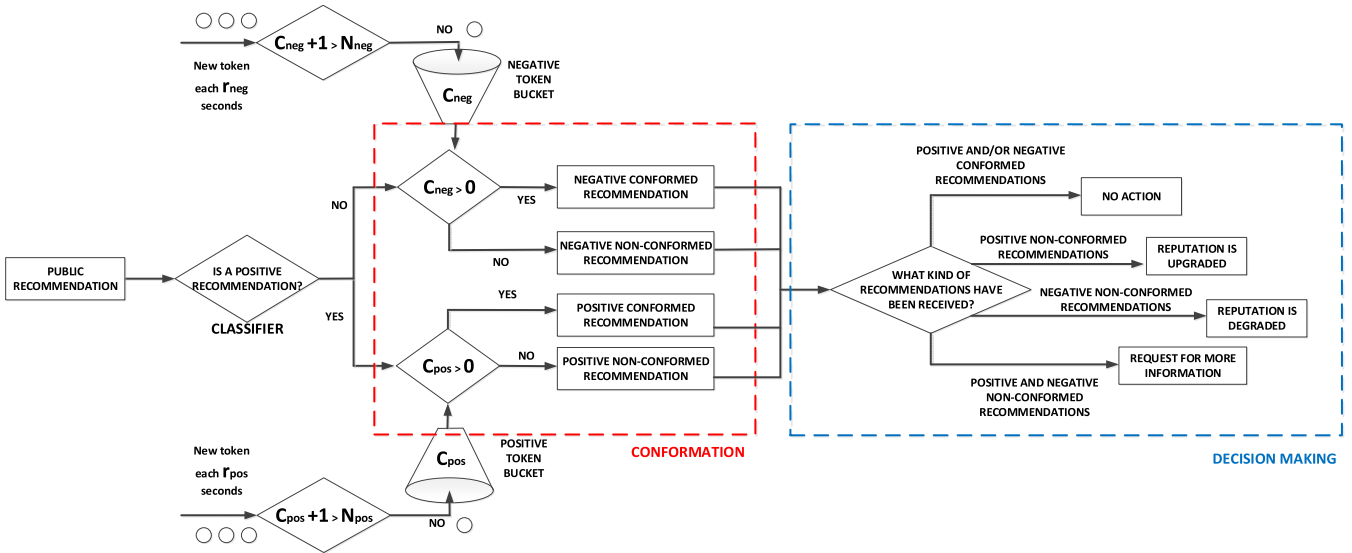 Cneg +1 > Nneg
NO
New token
each rneg
seconds
Cneg
NEGATIVE
TOKEN
BUCKET
PUBLIC
RECOMMENDATION
IS A POSITIVE
RECOMMENDATION?
CLASSIFIER
NO
YES
Cneg > 0
YES
NO
NEGATIVE CONFORMED
RECOMMENDATION
NEGATIVE NON-CONFORMED
RECOMMENDATION
YES
POSITIVE CONFORMED
RECOMMENDATION
Cpos > 0
NO
POSITIVE NON-CONFORMED
RECOMMENDATION
CONFORMATION
POSITIVE AND/OR NEGATIVE
CONFORMED
RECOMMENDATIONS
NO ACTION
POSITIVE NON-CONFORMED
RECOMMENDATIONS
REPUTATION IS
UPGRADED
WHAT KIND OF
RECOMMENDATIONS HAVE
BEEN RECEIVED?
NEGATIVE NON-CONFORMED
RECOMMENDATIONS
REPUTATION IS
DEGRADED
REQUEST FOR MORE
INFORMATION
POSITIVE AND NEGATIVE
NON-CONFORMED
RECOMMENDATIONS
DECISION MAKING
Cpos
POSITIVE
TOKEN
BUCKET
New token
each rpos
seconds
Cpos +1 > Npos
NO